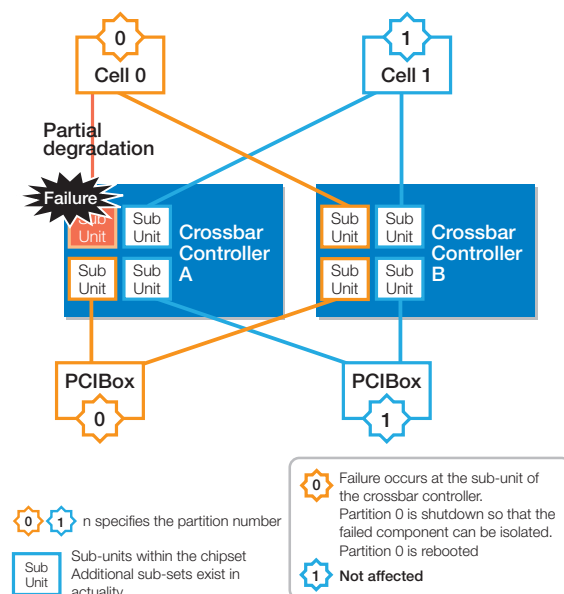 0
Cell 0
1
Cell 1
Partial
degradation
Failure
Sub
Unit
Sub
Unit
Crossbar
Controller
A
Sub
Unit
Sub
Unit
Sub
Unit
Sub
Unit
Crossbar
Controller
B
Sub
Unit
Sub
Unit
Sub
Unit
Sub
Unit
PCIBox
0
PCIBox
1
0 1 n specifies the partition number
Sub
Unit
Sub-units within the chipset
Additional sub-sets exist in
actuality
0 Failure occurs at the sub-unit of
the crossbar controller.
Partition 0 is shutdown so that the
failed component can be isolated.
Partition 0 is rebooted
1 Not affected